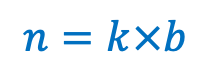 n = k×b